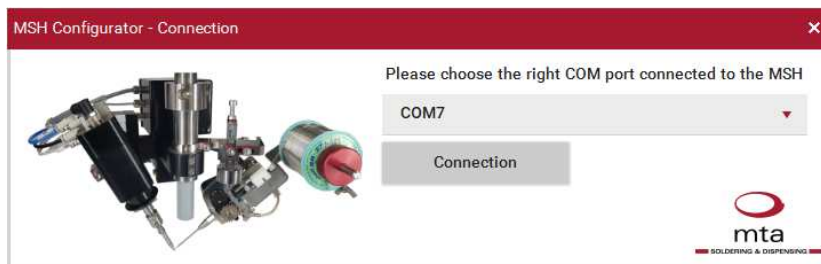 MSH Configurator - Connection
Please choose the right COM port connected to the MSH
COM7
Connection
mta
SOLDERING & DISPENSING